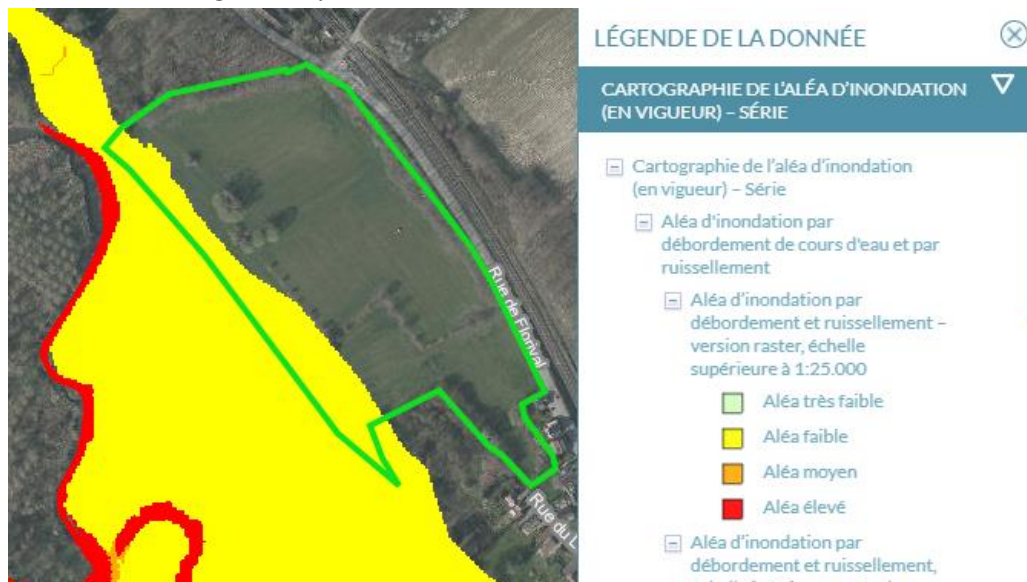 Rue de Florival
Rue du L
LÉGENDE DE LA DONNÉE
CARTOGRAPHIE DE L'ALÉA D'INONDATION
(EN VIGUEUR) – SÉRIE
Cartographie de l'aléa d'inondation
(en vigueur) – Série
Aléa d'inondation par
débordement de cours d'eau et par
ruissellement
Aléa d'inondation par
débordement et ruissellement –
version raster, échelle
supérieure à 1:25.000
Aléa très faible
Aléa faible
Aléa moyen
Aléa élevé
Aléa d'inondation par
débordement et ruissellement,